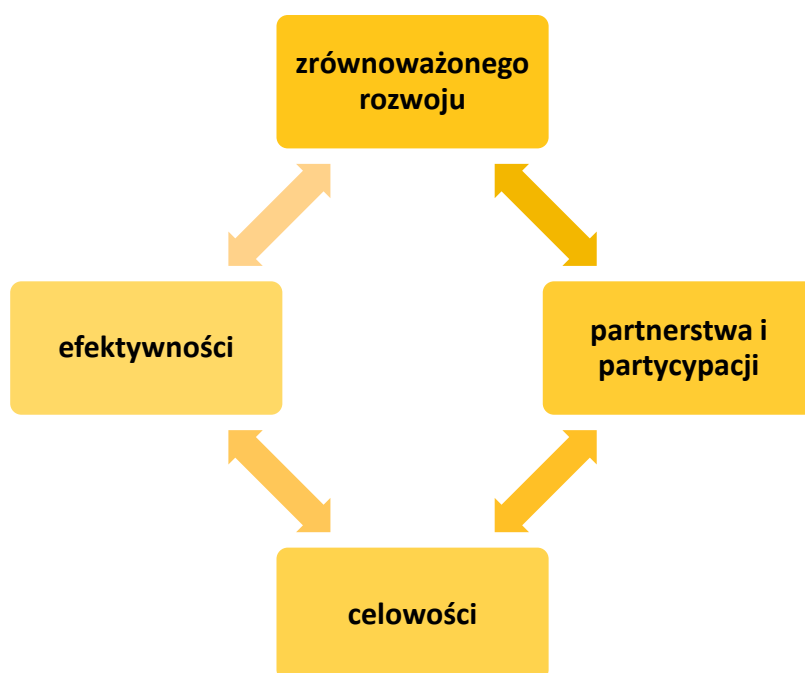 zrównoważonego
rozwoju
efektywności
partnerstwa i
partycypacji
celowości